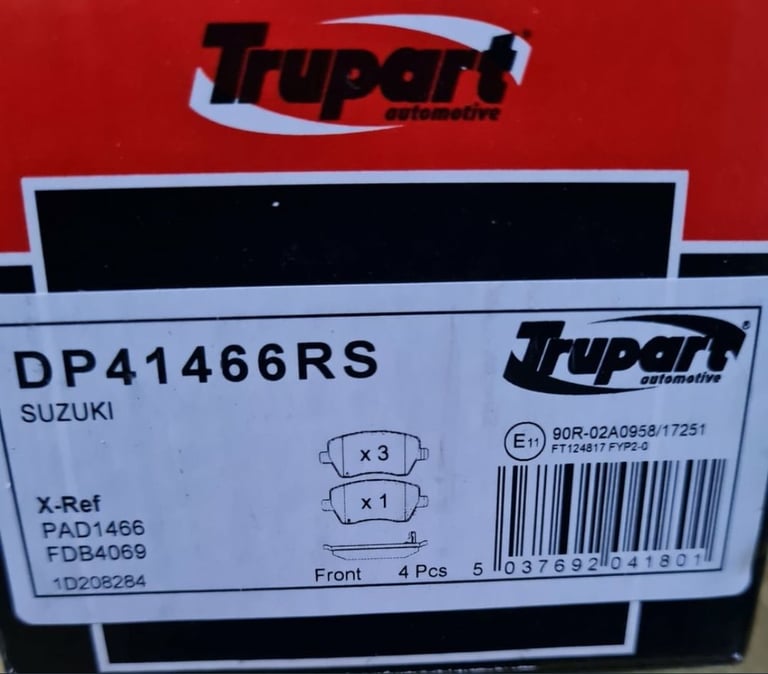 Trupart
automotive
DP41466RS
SUZUKI
Trupart®
automotive
E11 90R-02A0958/17251
FT124817 FYP2-0
x 3
x 1
X-Ref
PAD1466
FDB4069
1D208284
Front 4 Pcs
5 037692 041801